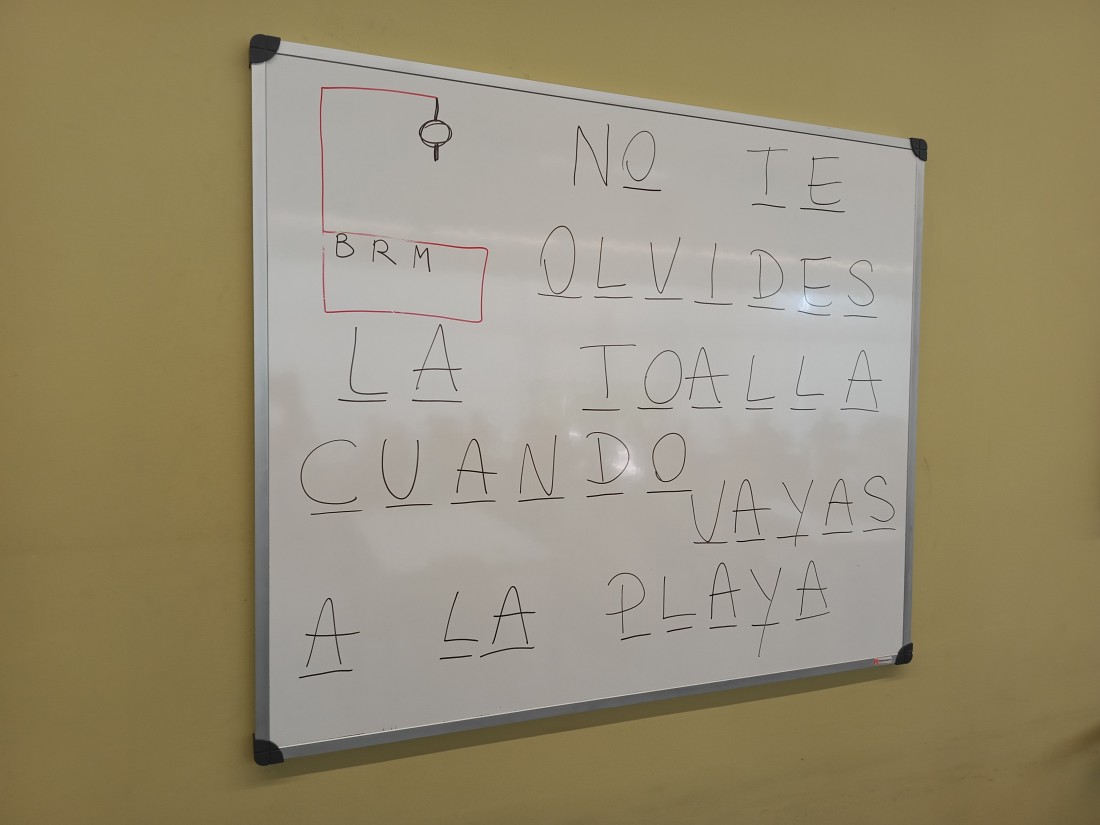 NO TE
BRM
OLVIDES
LA TOALLA
CUANDO
VAYAS
A LA PLAYA